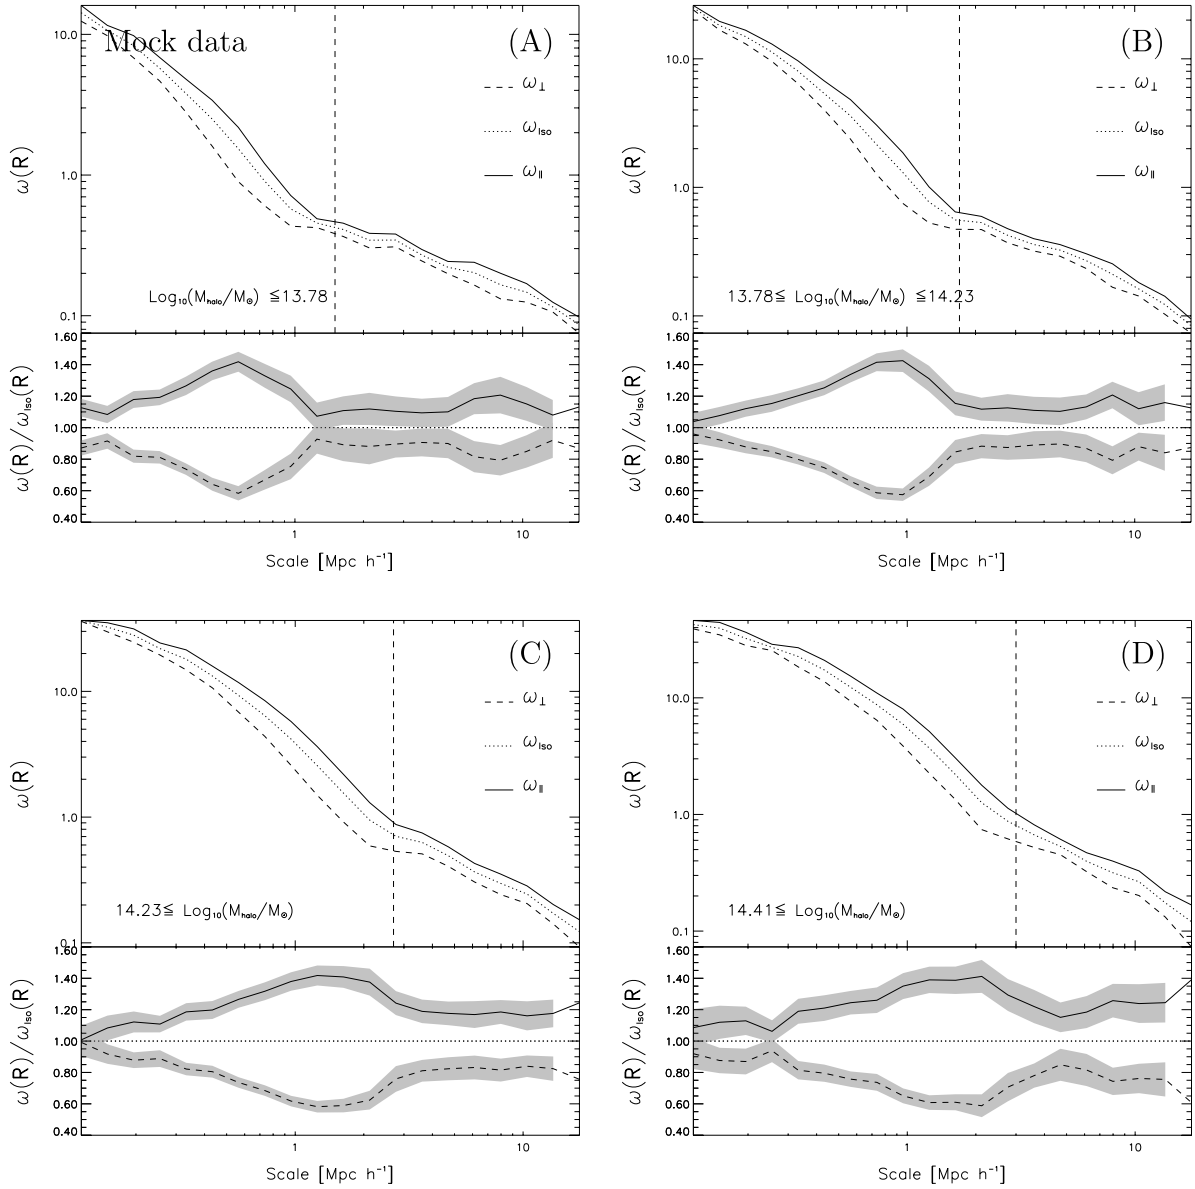 Mock data
(A)
10.0
1.0
0.1
ω(R)
ω⊥
ωIso
ω||
Log10(Mhalo/M⊙) ≦13.78
1.60
1.40
1.20
1.00
0.80
0.60
0.40
ω(R)/ωIso(R)
1 10
Scale [Mpc h⁻¹]
(B)
10.0
1.0
0.1
ω(R)
ω⊥
ωIso
ω||
13.78≦ Log10(Mhalo/M⊙) ≦14.23
1.60
1.40
1.20
1.00
0.80
0.60
0.40
ω(R)/ωIso(R)
1 10
Scale [Mpc h⁻¹]
(C)
10.0
1.0
0.1
ω(R)
ω⊥
ωIso
ω||
14.23≦ Log10(Mhalo/M⊙)
1.60
1.40
1.20
1.00
0.80
0.60
0.40
ω(R)/ωIso(R)
1 10
Scale [Mpc h⁻¹]
(D)
10.0
1.0
0.1
ω(R)
ω⊥
ωIso
ω||
14.41≦ Log10(Mhalo/M⊙)
1.60
1.40
1.20
1.00
0.80
0.60
0.40
ω(R)/ωIso(R)
1 10
Scale [Mpc h⁻¹]